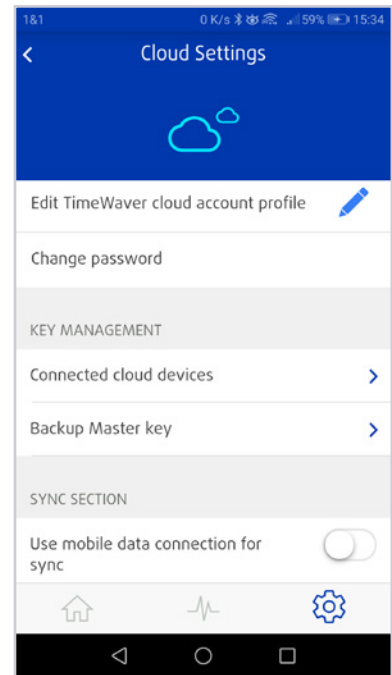 1&1 0 K/s 59% 15:34
Cloud Settings
Edit TimeWaver cloud account profile
Change password
KEY MANAGEMENT
Connected cloud devices
Backup Master key
SYNC SECTION
Use mobile data connection for
sync